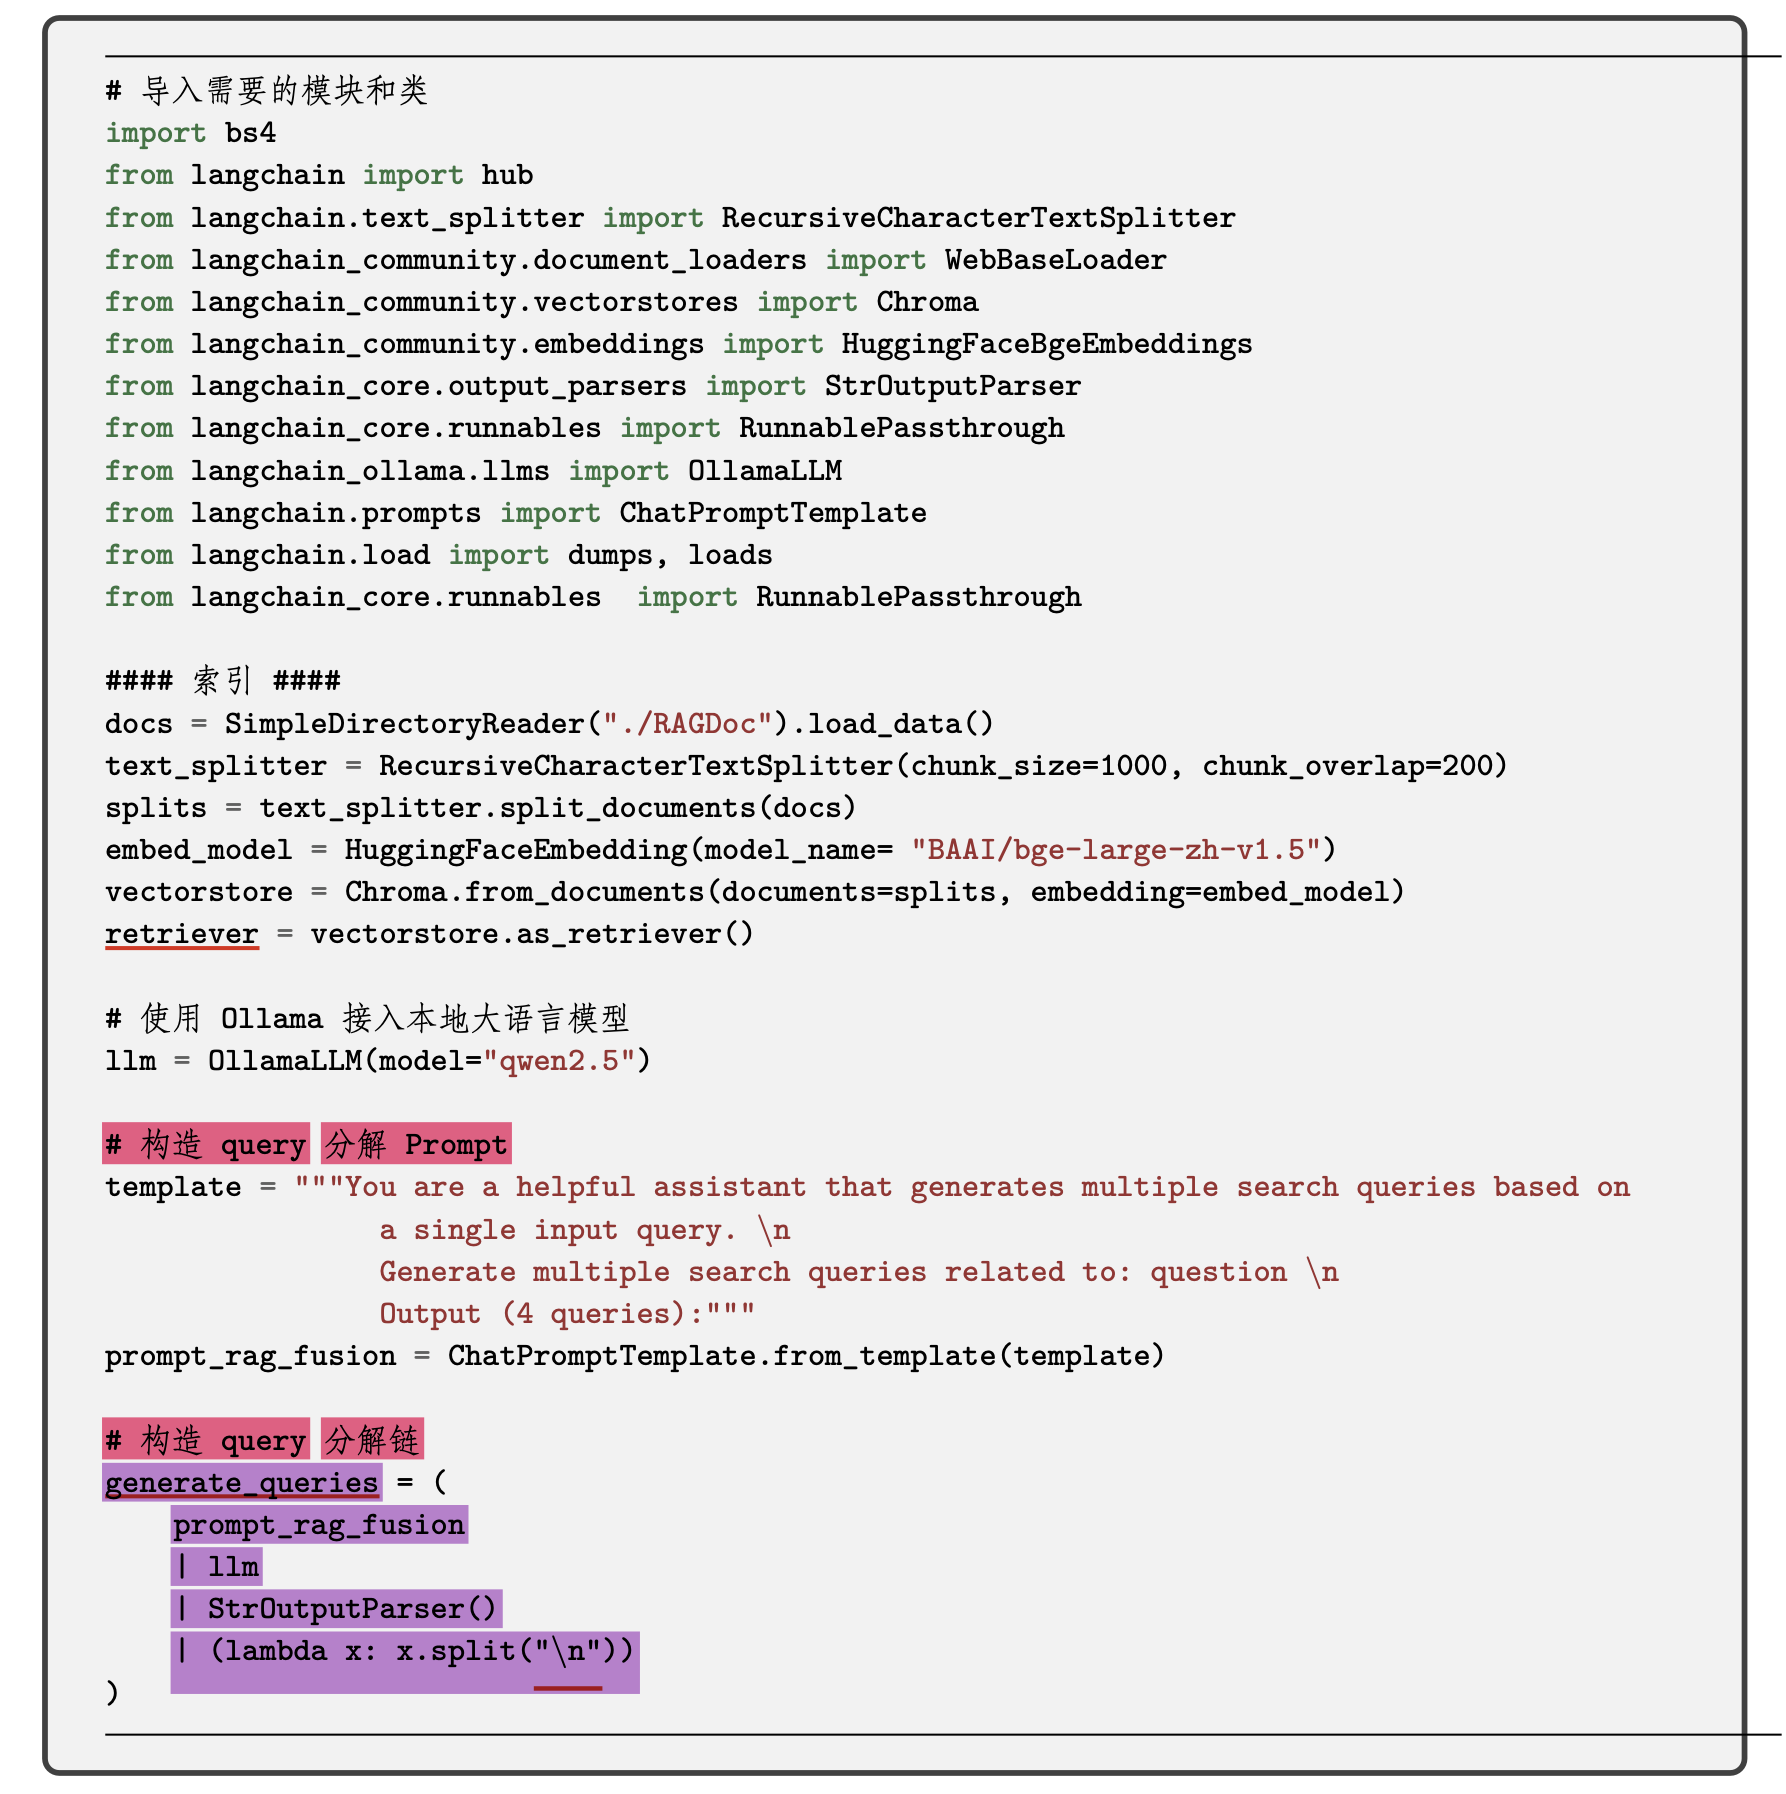 # 导入需要的模块和类
import bs4
from langchain import hub
from langchain.text_splitter import RecursiveCharacterTextSplitter
from langchain_community.document_loaders import WebBaseLoader
from langchain_community.vectorstores import Chroma
from langchain_community.embeddings import HuggingFaceBgeEmbeddings
from langchain_core.output_parsers import StrOutputParser
from langchain_core.runnables import RunnablePassthrough
from langchain_ollama.llms import OllamaLLM
from langchain.prompts import ChatPromptTemplate
from langchain.load import dumps, loads
from langchain_core.runnables  import RunnablePassthrough
#### 索引 ####
docs = SimpleDirectoryReader("./RAGDoc").load_data()
text_splitter = RecursiveCharacterTextSplitter(chunk_size=1000, chunk_overlap=200)
splits = text_splitter.split_documents(docs)
embed_model = HuggingFaceEmbedding(model_name= "BAAI/bge-large-zh-v1.5")
vectorstore = Chroma.from_documents(documents=splits, embedding=embed_model)
retriever = vectorstore.as_retriever()
# 使用 Ollama 接入本地大语言模型
llm = OllamaLLM(model="qwen2.5")
# 构造 query 分解 Prompt
template = """You are a helpful assistant that generates multiple search queries based on
a single input query. \n
Generate multiple search queries related to: question \n
Output (4 queries):"""
prompt_rag_fusion = ChatPromptTemplate.from_template(template)
# 构造 query 分解链
generate_queries = (
    prompt_rag_fusion
    | llm
    | StrOutputParser()
    | (lambda x: x.split("\n"))
)